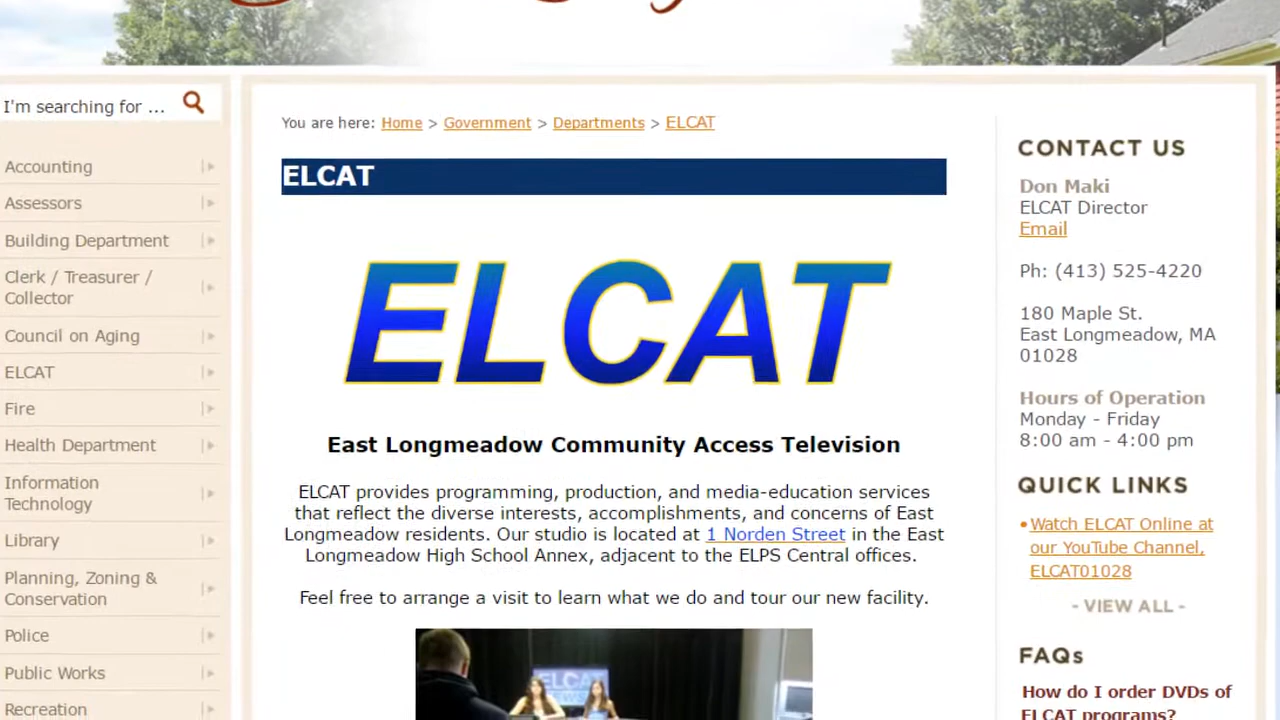 I'm searching for ...
Accounting
Assessors
Building Department
Clerk / Treasurer /
Collector
Council on Aging
ELCAT
Fire
Health Department
Information
Technology
Library
Planning, Zoning &
Conservation
Police
Public Works
Recreation
You are here: Home > Government > Departments > ELCAT
ELCAT
ELCAT
East Longmeadow Community Access Television
ELCAT provides programming, production, and media-education services
that reflect the diverse interests, accomplishments, and concerns of East
Longmeadow residents. Our studio is located at 1 Norden Street in the East
Longmeadow High School Annex, adjacent to the ELPS Central offices.
Feel free to arrange a visit to learn what we do and tour our new facility.
ELCAT
NEWS
CONTACT US
Don Maki
ELCAT Director
Email
Ph: (413) 525-4220
180 Maple St.
East Longmeadow, MA
01028
Hours of Operation
Monday - Friday
8:00 am - 4:00 pm
QUICK LINKS
• Watch ELCAT Online at
our YouTube Channel,
ELCAT01028
- VIEW ALL -
FAQs
How do I order DVDs of
ELCAT programs?